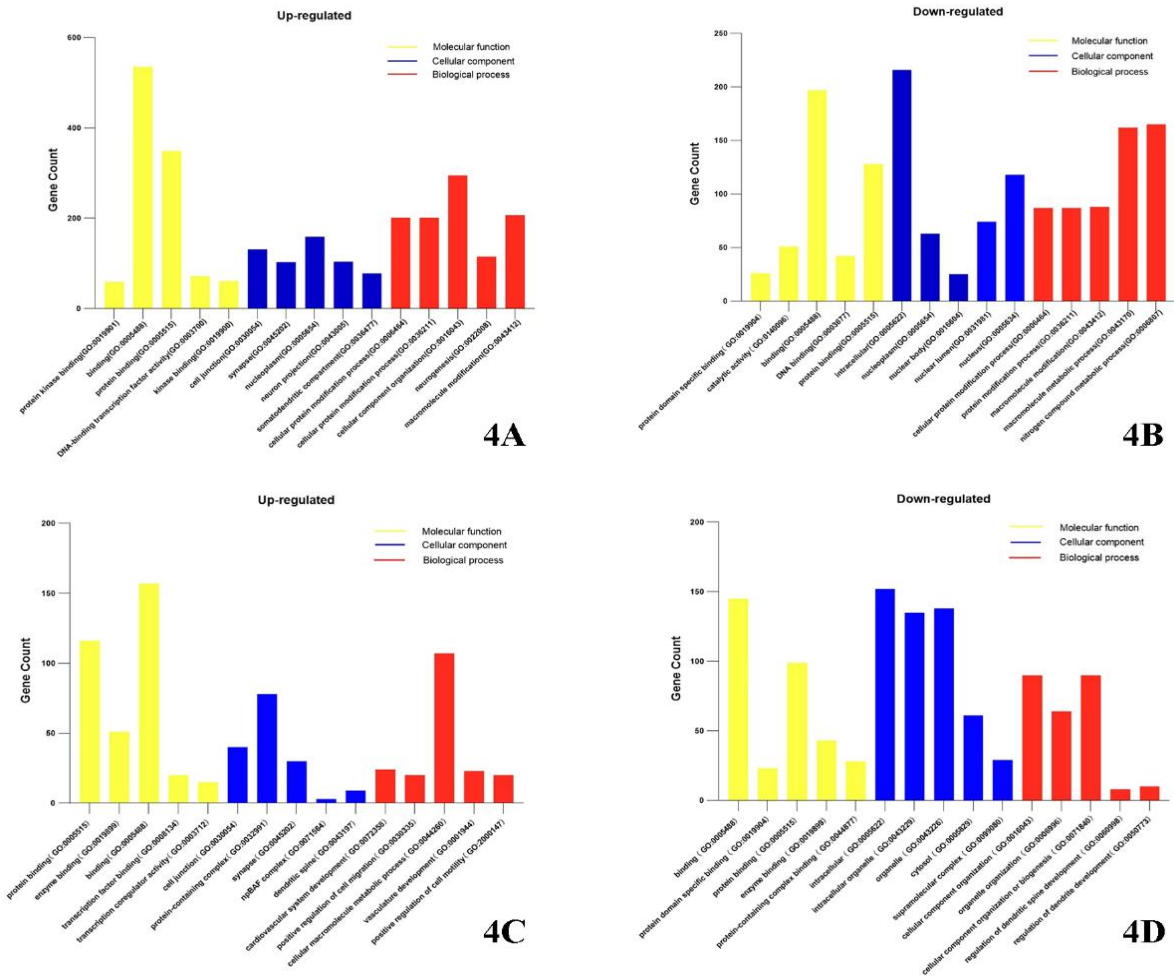 Up-regulated
600
400
200
0
Gene Count
Molecular function
Cellular component
Biological process
protein kinase binding(GO:0019901)
binding(GO:0005488)
protein binding(GO:0005515)
DNA-binding transcription factor activity(GO:0003700)
kinase binding(GO:0019900)
cell junction(GO:0030054)
synapse(GO:0045202)
nucleoplasm(GO:0005654)
neuron projection(GO:0043005)
somatodendritic compartment(GO:0036477)
cellular protein modification process(GO:0006464)
cellular protein modification process(GO:0036211)
cellular component organization(GO:0016043)
neurogenesis(GO:0022008)
macromolecule modification(GO:0043412)
4A
Down-regulated
250
200
150
100
50
0
Gene Count
Molecular function
Cellular component
Biological process
protein domain specific binding( GO:0019904)
catalytic activity( GO:0140096)
binding(GO:0005488)
DNA binding(GO:0003677)
protein binding(GO:0005515)
intracellular(GO:0005622)
nucleoplasm(GO:0005654)
nuclear body(GO:0016604)
nuclear lumen(GO:0031981)
nucleus(GO:0005634)
cellular protein modification process(GO:0006464)
protein modification process(GO:0036211)
macromolecule modification(GO:0043412)
macromolecule metabolic process(GO:0043170)
nitrogen compound metabolic process(GO:0006807)
4B
Up-regulated
200
150
100
50
0
Gene Count
Molecular function
Cellular component
Biological process
protein binding( GO:0005515)
enzyme binding( GO:0019899)
binding( GO:0005488)
transcription factor binding( GO:0008134)
transcription coregulator activity( GO:0003712)
cell junction( GO:0030054)
protein-containing complex( GO:0032991)
synapse( GO:0045202)
npBAF complex( GO:0071564)
dendritic spine( GO:0043197)
cardiovascular system development( GO:0072358)
positive regulation of cell migration( GO:0030335)
cellular macromolecule metabolic process( GO:0044260)
vasculature development( GO:0001944)
positive regulation of cell motility( GO:2000147)
4C
Down-regulated
200
150
100
50
0
Gene Count
Molecular function
Cellular component
Biological process
binding ( GO:0005488)
protein domain specific binding ( GO:0019904)
protein binding ( GO:0005515)
enzyme binding ( GO:0019899)
protein-containing complex binding ( GO:0044877)
intracellular ( GO:0005622)
intracellular organelle ( GO:0043229)
organelle ( GO:0043226)
cytosol ( GO:0005829)
supramolecular complex ( GO:0099080)
cellular component organization ( GO:0016043)
organelle organization ( GO:0006996)
cellular component organization or biogenesis ( GO:0071840)
regulation of dendritic spine development ( GO:0060998)
regulation of dendrite development( GO:0050773)
4D